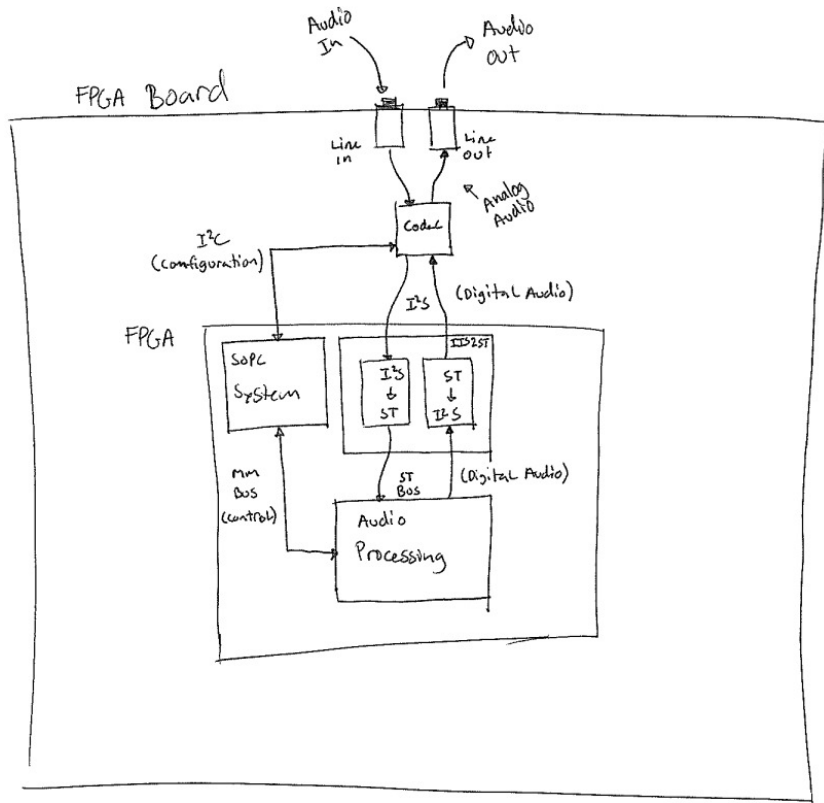 Audio
In
Audio
Out
FPGA Board
Line
in
Line
out
Analog
Audio
Codec
I²C
(Configuration)
I²S
(Digital Audio)
FPGA
IIS2ST
SOPC
System
I²S
ST
ST
I²S
MM
BUS
(control)
ST
BUS
(Digital Audio)
Audio
Processing